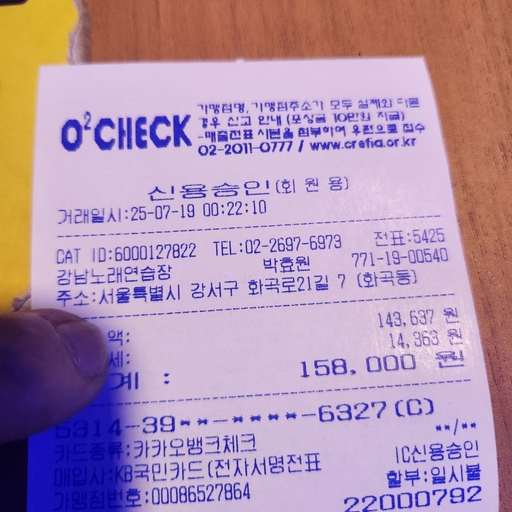 O²CHECK
가맹점명, 가맹점주소가 모두 실제와 다를
경우 신고 안내 (포상금 10만원 지급)
-매출전표 사본을 첨부하여 우편으로 접수
02-2011-0777 / www.crefia.or.kr
신용승인(회 원 용)
거래일시:25-07-19 00:22:10
CAT ID:6000127822 TEL:02-2697-6973 전표:5425
강남노래연습장 박효원 771-19-00540
주소:서울특별시 강서구 화곡로21길 7 (화곡동)
액: 143,637 원
세: 14,363 원
계 : 158,000 원
5314-39**-****-6327(C)
**/**
카드종류:카카오뱅크체크 IC신용승인
매입사:KB국민카드(전자서명전표 할부:일시불
가맹점번호:00086527864
22000792